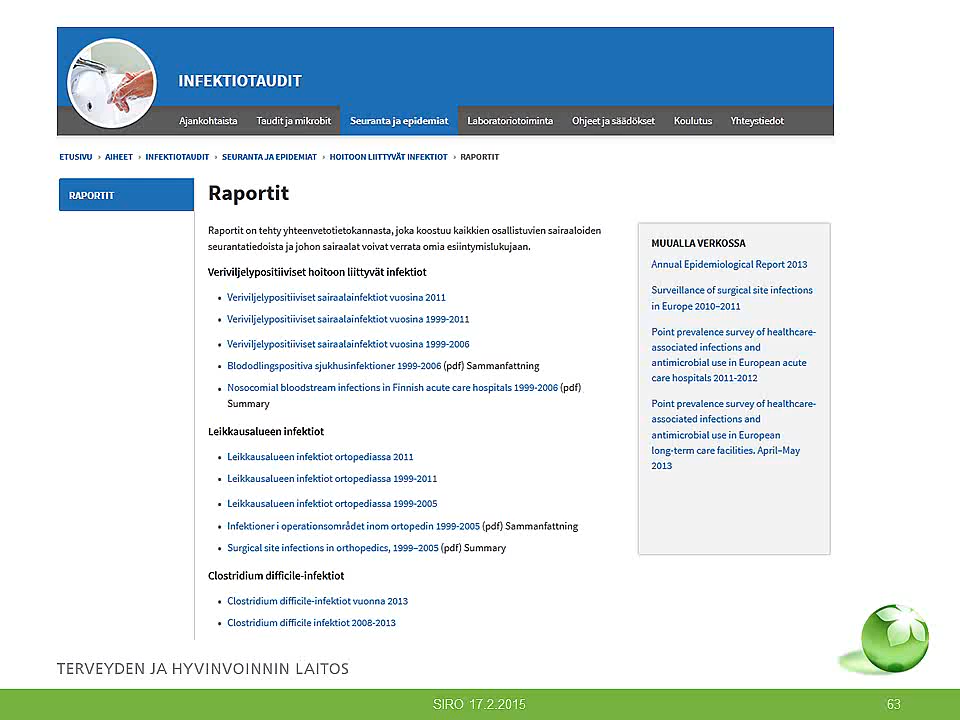 INFEKTIOTAUDIT
Ajankohtaista Taudit ja mikrobit Seuranta ja epidemiat Laboratoriotoiminta Ohjeet ja säädökset Koulutus Yhteystiedot
ETUSIVU › AIHEET › INFEKTIOTAUDIT › SEURANTA JA EPIDEMIAT › HOITOON LIITTYVÄT INFEKTIOT › RAPORTIT
RAPORTIT
Raportit
Raportit on tehty yhteenvetotietokannasta, joka koostuu kaikkien osallistuvien sairaaloiden
seurantatiedoista ja johon sairaalat voivat verrata omia esiintymislukujaan.
Veriviljelypositiiviset hoitoon liittyvät infektiot
• Veriviljelypositiiviset sairaalainfektiot vuosina 2011
• Veriviljelypositiiviset sairaalainfektiot vuosina 1999-2011
• Veriviljelypositiiviset sairaalainfektiot vuosina 1999-2006
• Blododlingspositiva sjukhusinfektioner 1999-2006 (pdf) Sammanfattning
• Nosocomial bloodstream infections in Finnish acute care hospitals 1999-2006 (pdf)
Summary
Leikkausalueen infektiot
• Leikkausalueen infektiot ortopediassa 2011
• Leikkausalueen infektiot ortopediassa 1999-2011
• Leikkausalueen infektiot ortopediassa 1999-2005
• Infektioner i operationsområdet inom ortopedin 1999-2005 (pdf) Sammanfattning
• Surgical site infections in orthopedics, 1999–2005 (pdf) Summary
Clostridium difficile-infektiot
• Clostridium difficile-infektiot vuonna 2013
• Clostridium difficile infektiot 2008-2013
MUUALLA VERKOSSA
Annual Epidemiological Report 2013
Surveillance of surgical site infections
in Europe 2010–2011
Point prevalence survey of healthcare-
associated infections and
antimicrobial use in European acute
care hospitals 2011-2012
Point prevalence survey of healthcare-
associated infections and
antimicrobial use in European
long-term care facilities. April–May
2013
TERVEYDEN JA HYVINVOINNIN LAITOS
SIRO 17.2.2015
63